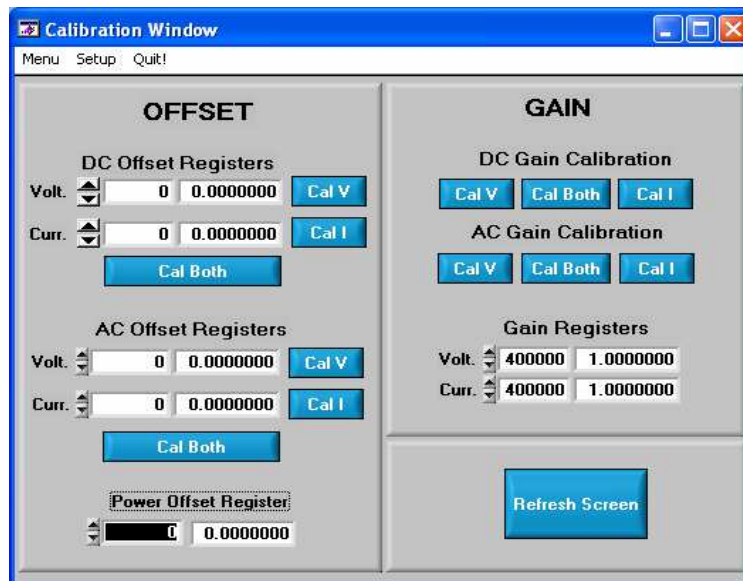 Calibration Window
Menu Setup Quit!
OFFSET
DC Offset Registers
Volt. 0 0.0000000 Cal V
Curr. 0 0.0000000 Cal I
Cal Both
AC Offset Registers
Volt. 0 0.0000000 Cal V
Curr. 0 0.0000000 Cal I
Cal Both
Power Offset Register
0 0.0000000
GAIN
DC Gain Calibration
Cal V Cal Both Cal I
AC Gain Calibration
Cal V Cal Both Cal I
Gain Registers
Volt. 400000 1.0000000
Curr. 400000 1.0000000
Refresh Screen